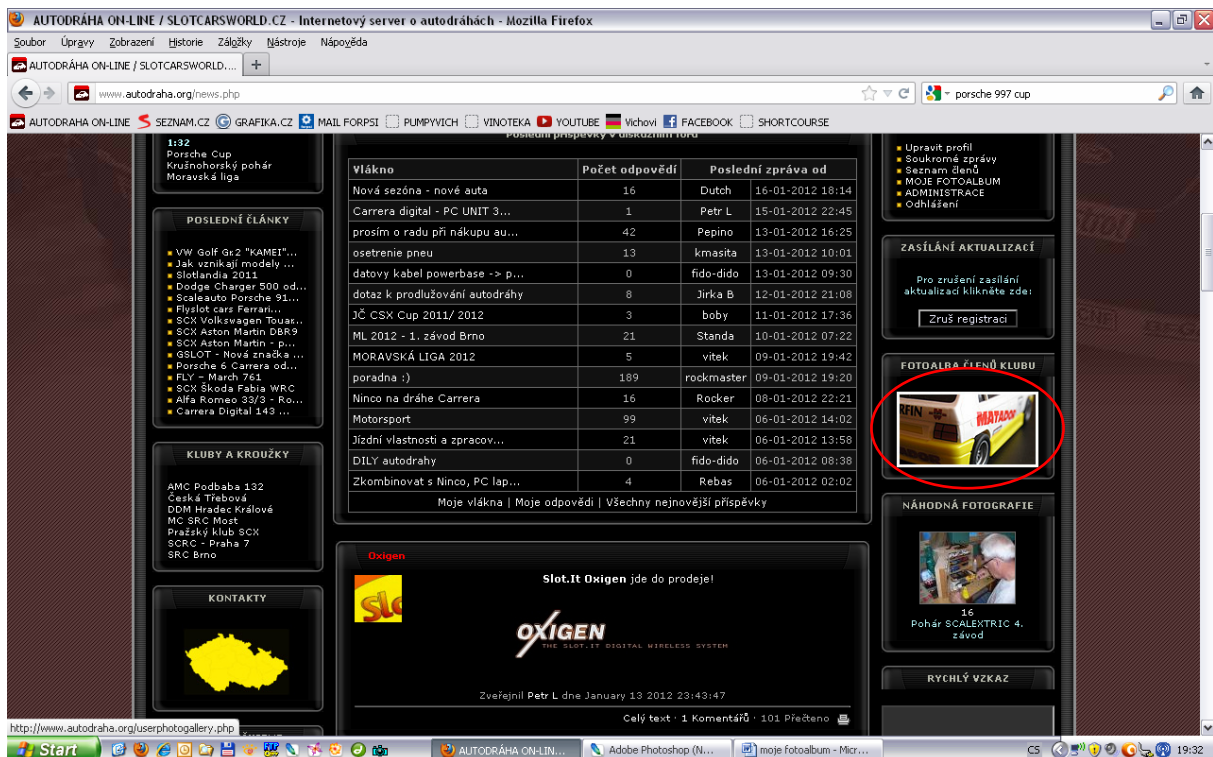 AUTODRÁHA ON-LINE / SLOTCARSWORLD.CZ - Internetový server o autodráhách - Mozilla Firefox
Soubor Úpravy Zobrazení Historie Záložky Nástroje Nápověda
AUTODRÁHA ON-LINE / SLOTCARSWORLD.... +
www.autodraha.org/news.php
porsche 997 cup
AUTODRAHA ON-LINE SEZNAM.CZ GRAFIKA.CZ MAIL FORPSI PUMPYVICH VINOTEKA YOUTUBE Vichovi FACEBOOK SHORTCOURSE
1:32
Porsche Cup
Krušnohorský pohár
Moravská liga
POSLEDNÍ ČLÁNKY
VW Golf Gr.2 "KAMEI"...
Jak vznikají modely ...
Slotlandia 2011
Dodge Charger 500 od...
Scaleauto Porsche 91...
Flyslot cars Ferrari...
SCX Volkswagen Touar..
SCX Aston Martin DBR9
SCX Aston Martin - p...
GSLOT - Nová značka ...
Porsche 6 Carrera od...
FLY - March 761
SCX Škoda Fabia WRC
Alfa Romeo 33/3 - Ro...
Carrera Digital 143 ...
KLUBY A KROUŽKY
AMC Podbaba 132
Česká Třebová
DDM Hradec Králové
MC SRC Most
Pražský klub SCX
SCRC - Praha 7
SRC Brno
KONTAKTY
Poslední příspěvky v diskuzním fóru
Vlákno Počet odpovědí Poslední zpráva od
Nová sezóna - nové auta 16 Dutch 16-01-2012 18:14
Carrera digital - PC UNIT 3... 1 Petr L 15-01-2012 22:45
prosím o radu při nákupu au... 42 Pepino 13-01-2012 16:25
osetrenie pneu 13 kmasita 13-01-2012 10:01
datovy kabel powerbase -> p... 0 fido-dido 13-01-2012 09:30
dotaz k prodlužování autodráhy 8 Jirka B 12-01-2012 21:08
JČ CSX Cup 2011/ 2012 3 boby 11-01-2012 17:36
ML 2012 - 1. závod Brno 21 Standa 10-01-2012 07:22
MORAVSKÁ LIGA 2012 5 vitek 09-01-2012 19:42
poradna :) 189 rockmaster 09-01-2012 19:20
Ninco na dráhe Carrera 16 Rocker 08-01-2012 22:21
Motorsport 99 vitek 06-01-2012 14:02
Jízdní vlastnosti a zpracov... 21 vitek 06-01-2012 13:58
DILY autodrahy 0 fido-dido 06-01-2012 08:38
Zkombinovat s Ninco, PC lap... 4 Rebas 06-01-2012 02:02
Moje vlákna | Moje odpovědi | Všechny nejnovější příspěvky
Oxigen
Slo
Slot.It Oxigen jde do prodeje!
OXIGEN
THE SLOT.IT DIGITAL WIRELESS SYSTEM
Zveřejnil Petr L dne January 13 2012 23:43:47
Celý text · 1 Komentářů · 101 Přečteno
Upravit profil
Soukromé zprávy
Seznam členů
MOJE FOTOALBUM
ADMINISTRACE
Odhlášení
ZASÍLÁNÍ AKTUALIZACÍ
Pro zrušení zasílání
aktualizací klikněte zde:
Zruš registraci
FOTOALBA ČLENŮ KLUBU
RFIN
MATADOR
NÁHODNÁ FOTOGRAFIE
16
Pohár SCALEXTRIC 4.
závod
RYCHLÝ VZKAZ
http://www.autodraha.org/userphotogallery.php
Start AUTODRÁHA ON-LIN... Adobe Photoshop (N... moje fotoalbum - Micr... CS 19:32